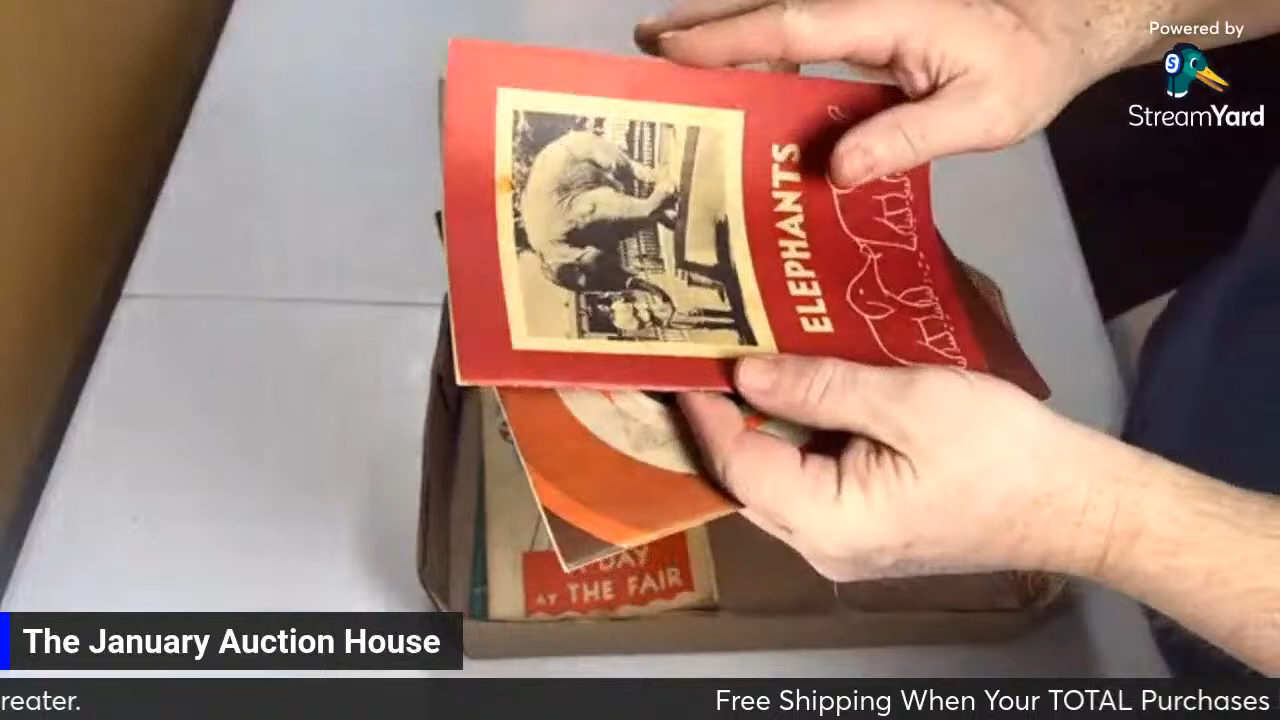 Powered by
StreamYard
ELEPHANTS
DAY
AT THE FAIR
The January Auction House
reater.
Free Shipping When Your TOTAL Purchases